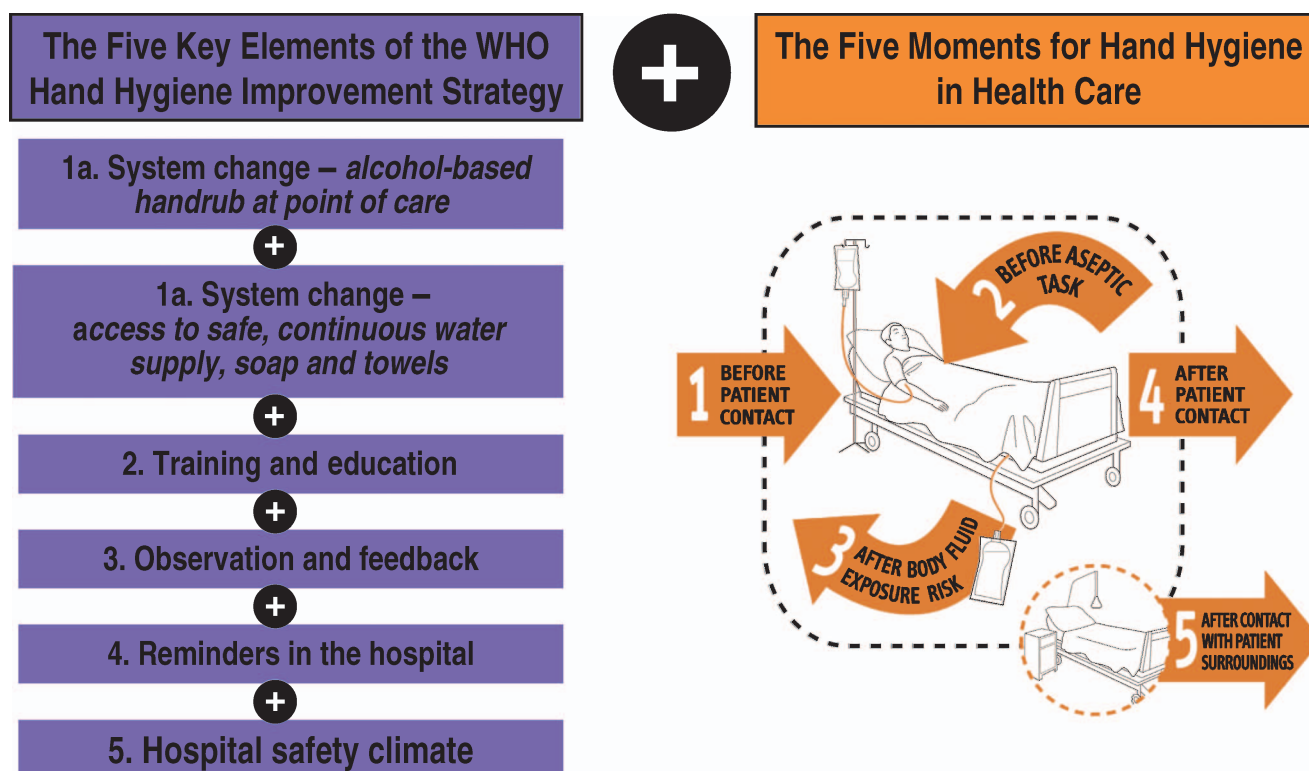 The Five Key Elements of the WHO
Hand Hygiene Improvement Strategy
+
The Five Moments for Hand Hygiene
in Health Care
1a. System change – alcohol-based
handrub at point of care
+
1a. System change –
access to safe, continuous water
supply, soap and towels
+
2. Training and education
+
3. Observation and feedback
+
4. Reminders in the hospital
+
5. Hospital safety climate
1 BEFORE
PATIENT
CONTACT
2 BEFORE ASEPTIC
TASK
3 AFTER BODY FLUID
EXPOSURE RISK
4 AFTER
PATIENT
CONTACT
5 AFTER CONTACT
WITH PATIENT
SURROUNDINGS